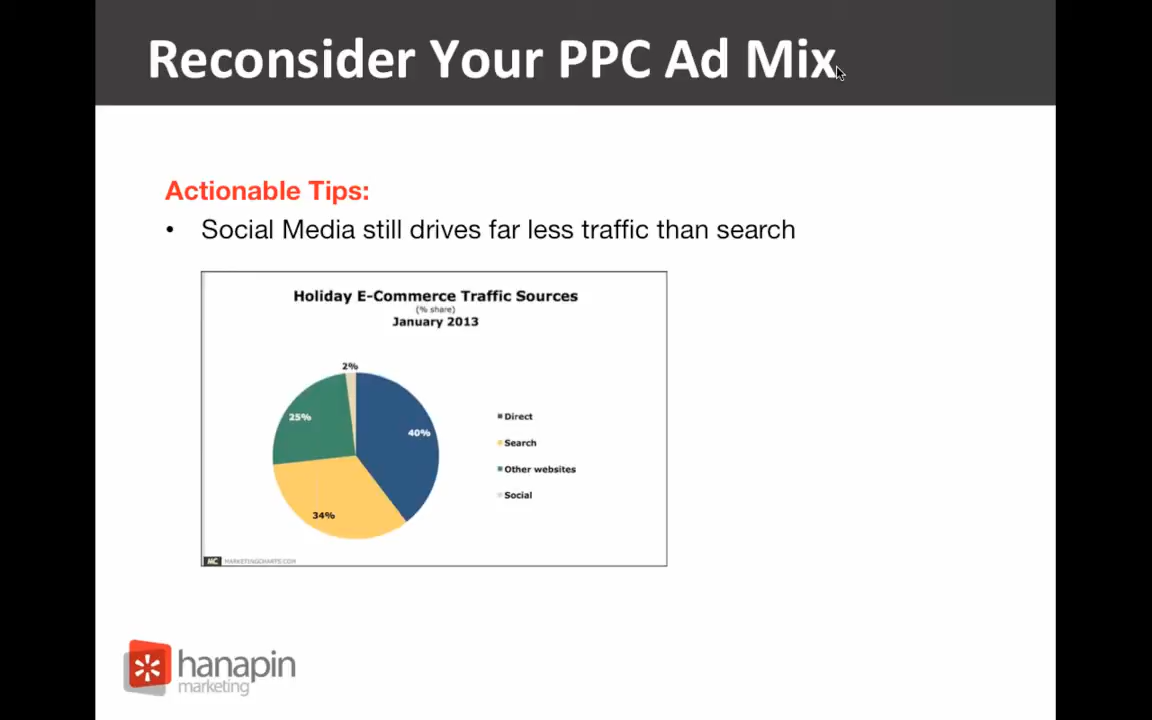 Reconsider Your PPC Ad Mix
Actionable Tips:
• Social Media still drives far less traffic than search
Holiday E-Commerce Traffic Sources
(% share)
January 2013
2%
25%
40%
34%
Direct
Search
Other websites
Social
MC MARKETINGCHARTS.COM
hanapin
marketing